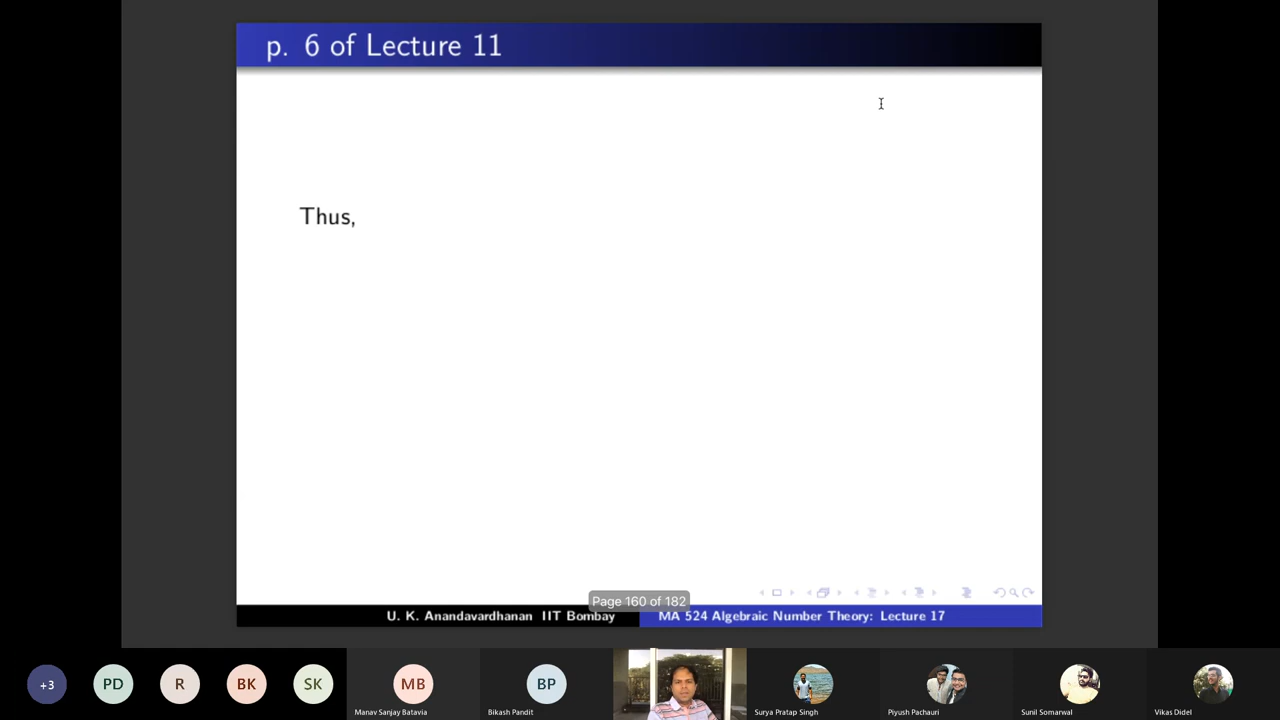 p. 6 of Lecture 11
Thus,
Page 160 of 182
U. K. Anandavardhanan IIT Bombay
MA 524 Algebraic Number Theory: Lecture 17
+3
PD
R
BK
SK
MB
BP
Manav Sanjay Batavia
Bikash Pandit
Surya Pratap Singh
Piyush Pachauri
Sunil Somarwal
Vikas Didel